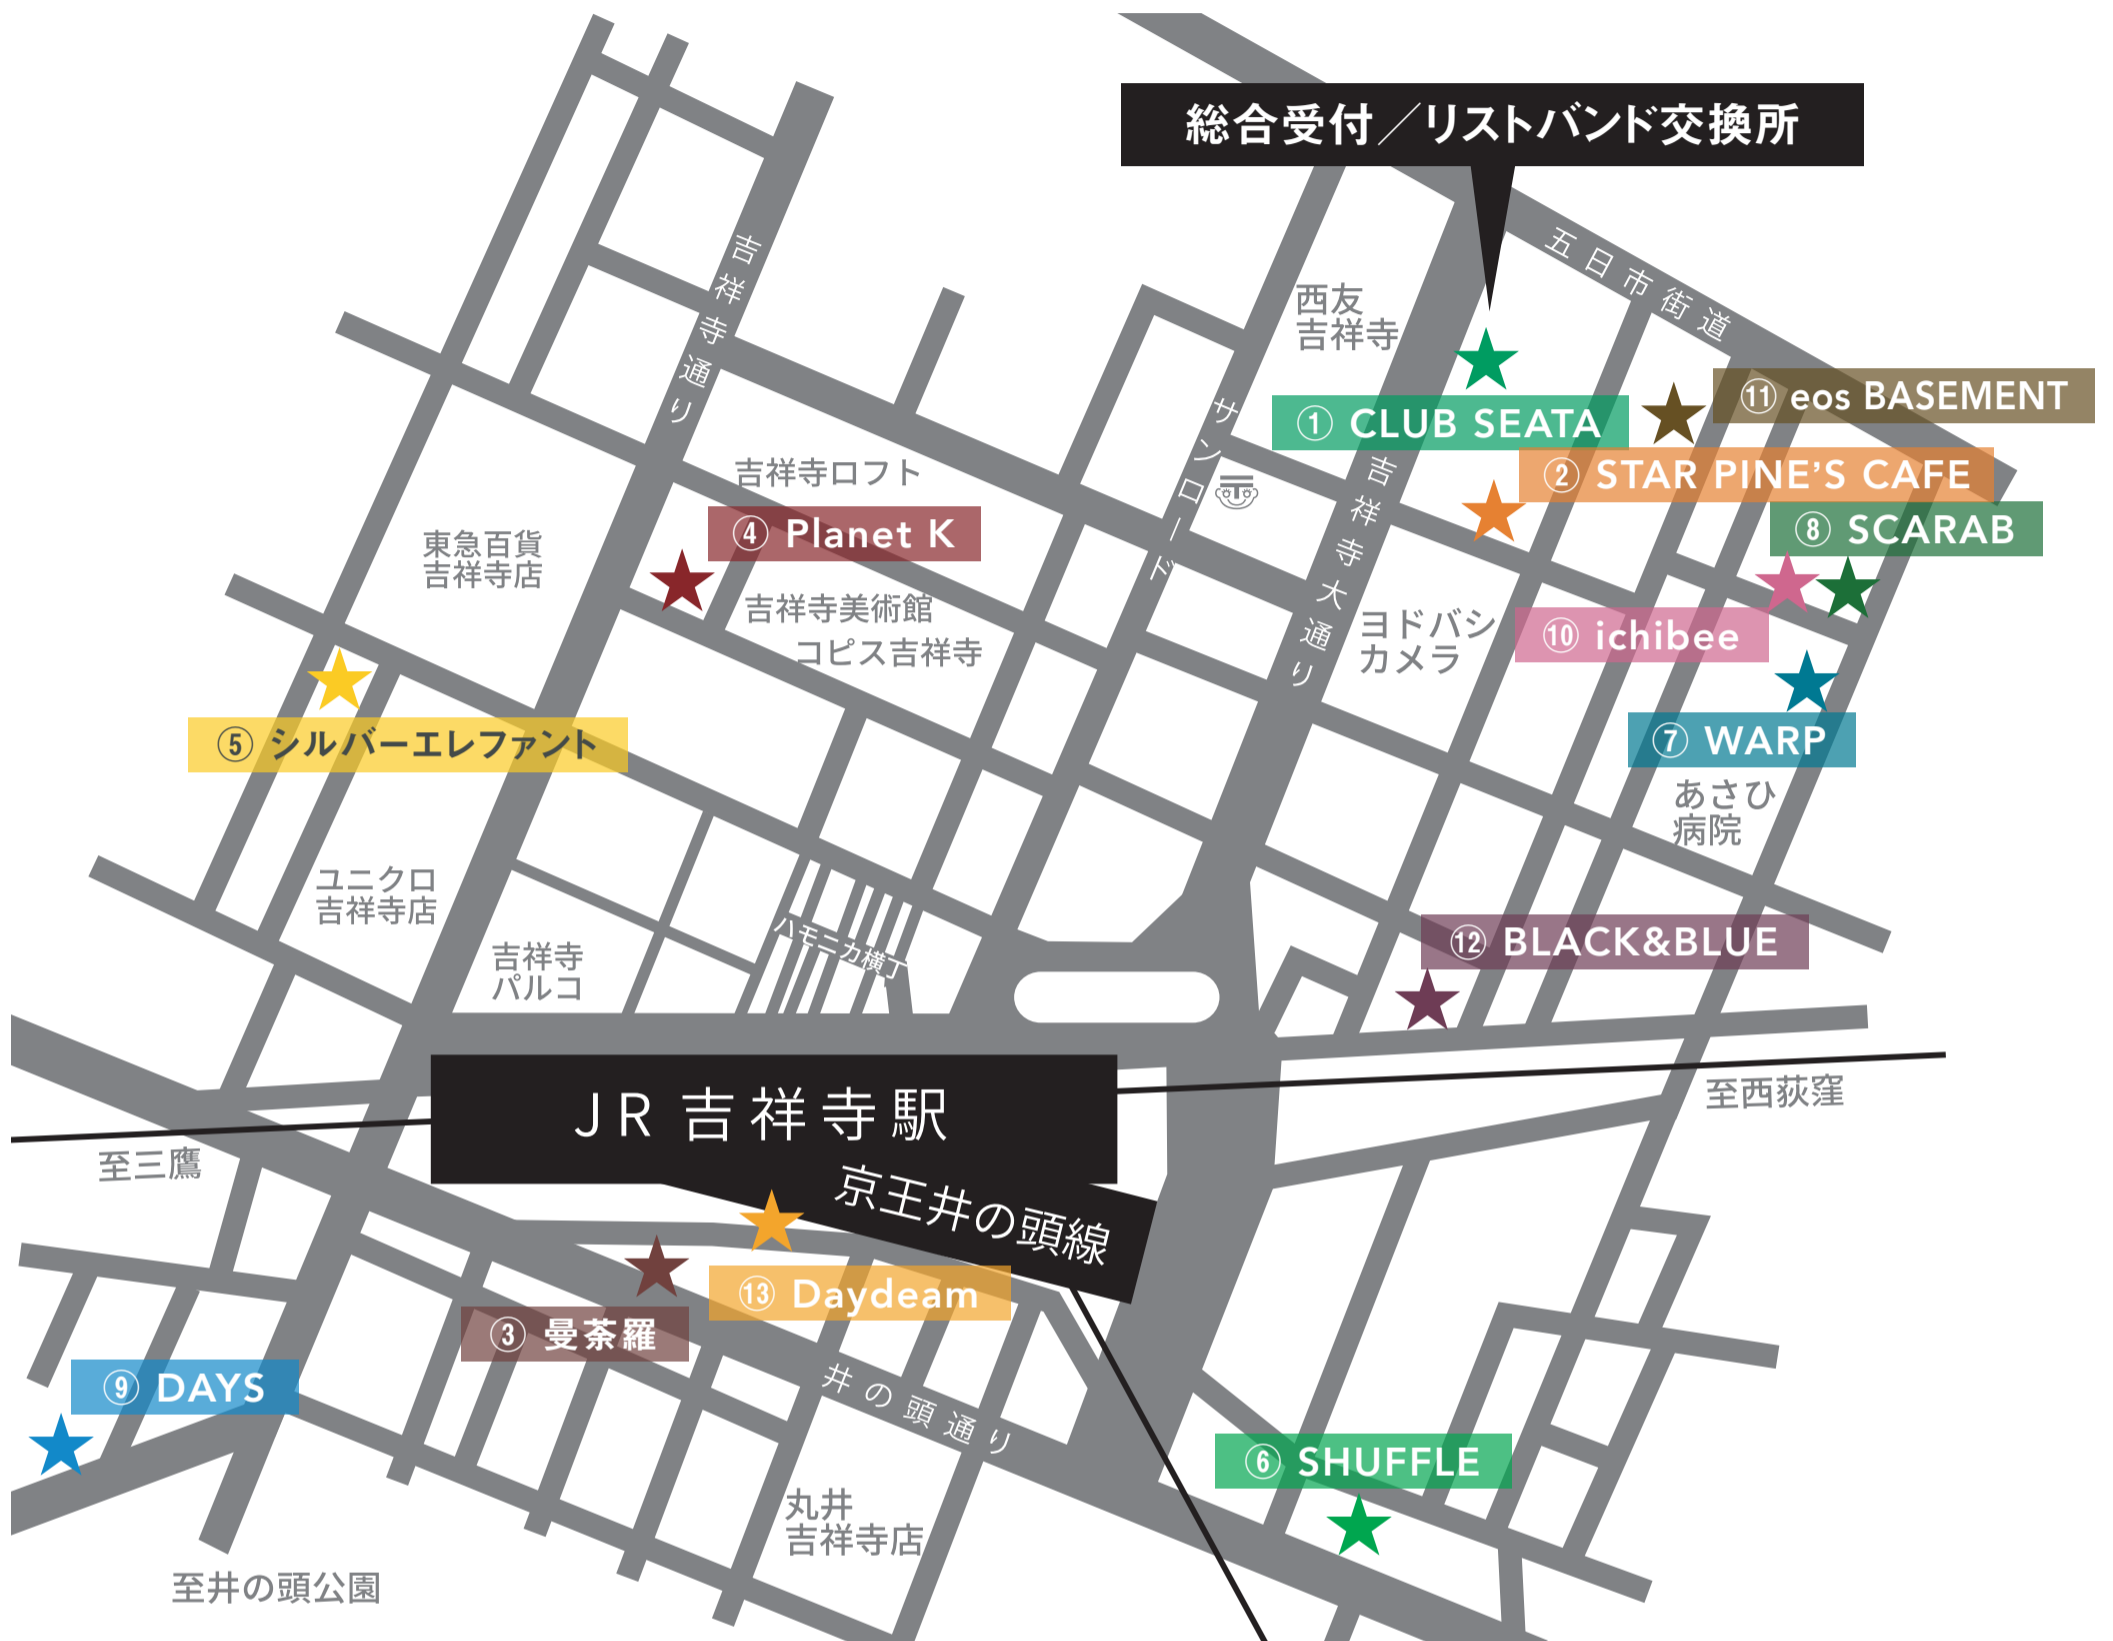 総合受付／リストバンド交換所
五日市街道
吉祥寺通り
西友
吉祥寺
サンロード
⑪ eos BASEMENT
① CLUB SEATA
② STAR PINE'S CAFE
吉祥寺大通り
吉祥寺ロフト
④ Planet K
⑧ SCARAB
東急百貨
吉祥寺店
吉祥寺美術館
コピス吉祥寺
ヨドバシ
カメラ
⑩ ichibee
⑤ シルバーエレファント
⑦ WARP
あさひ
病院
ユニクロ
吉祥寺店
吉祥寺
パルコ
ハモニカ横丁
⑫ BLACK&BLUE
JR 吉祥寺駅
至西荻窪
至三鷹
京王井の頭線
⑬ Daydeam
③ 曼荼羅
井の頭通り
⑨ DAYS
⑥ SHUFFLE
丸井
吉祥寺店
至井の頭公園